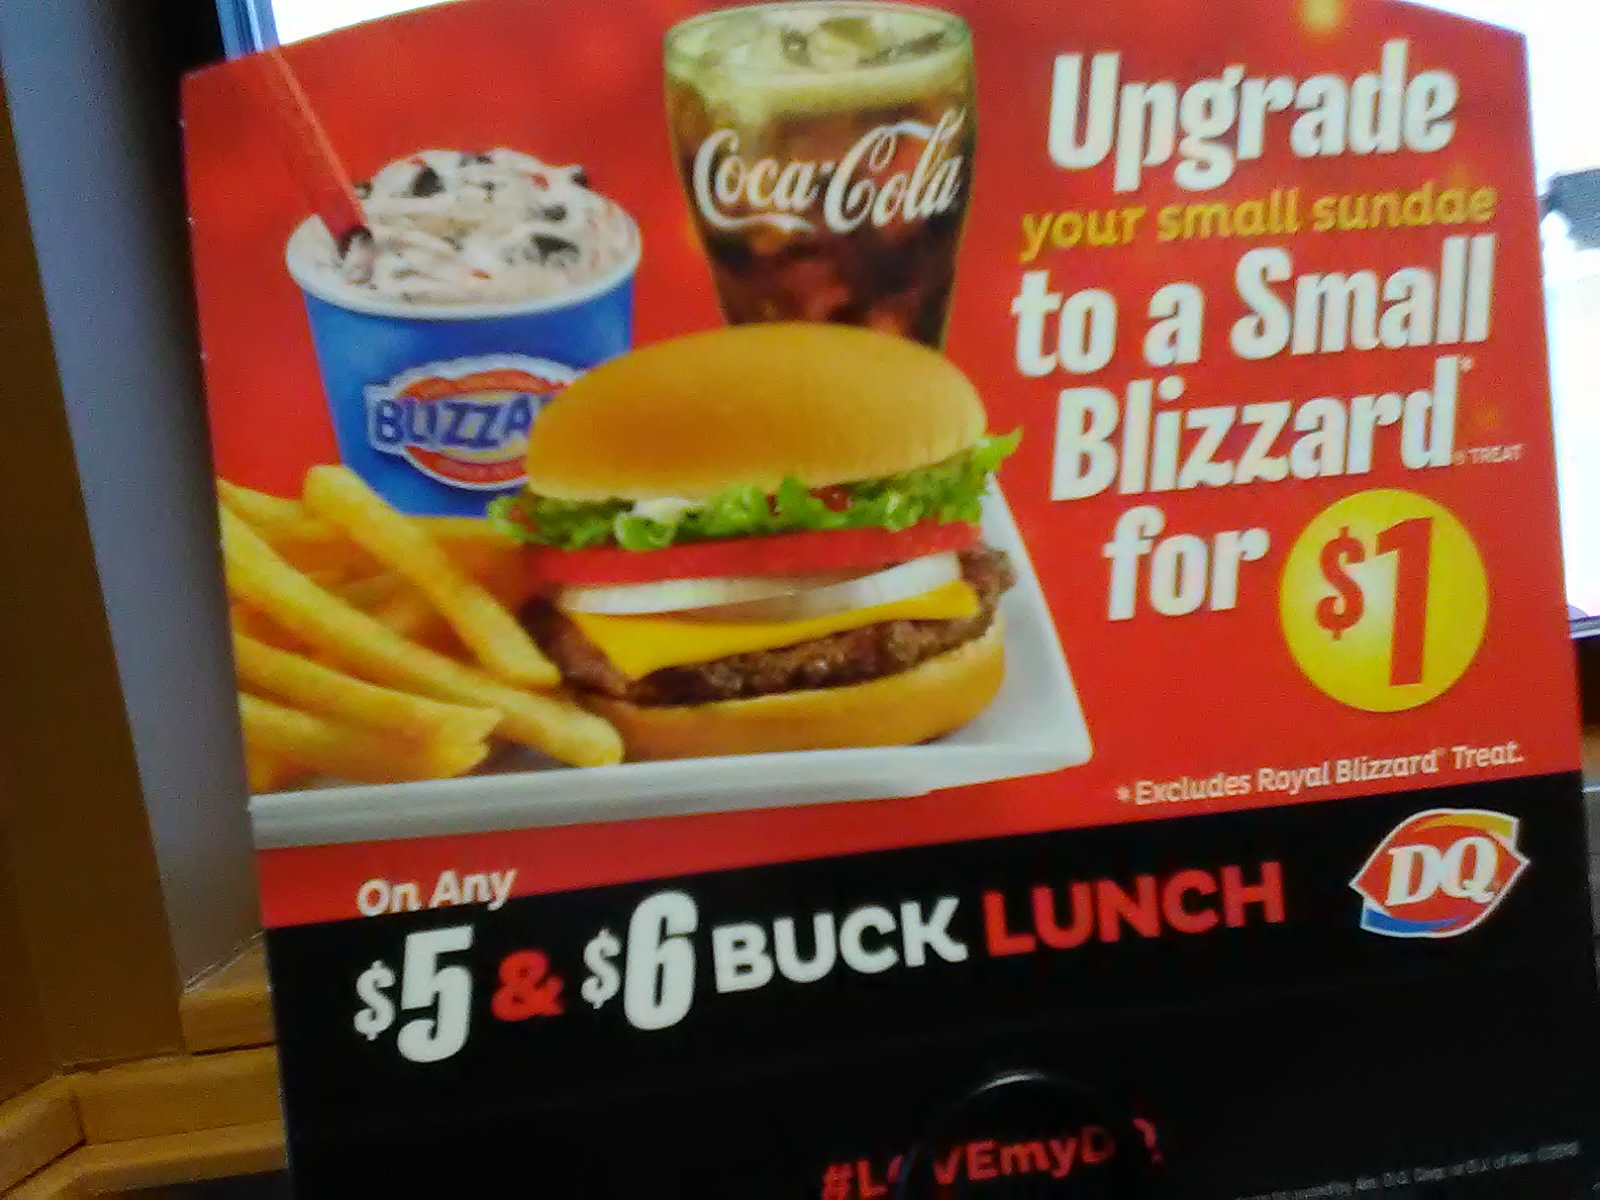 Coca-Cola
BLIZZA
Upgrade
your small sundae
to a Small
Blizzard*
® TREAT
for $1
*Excludes Royal Blizzard® Treat.
On Any
$5 & $6 BUCK LUNCH
DQ